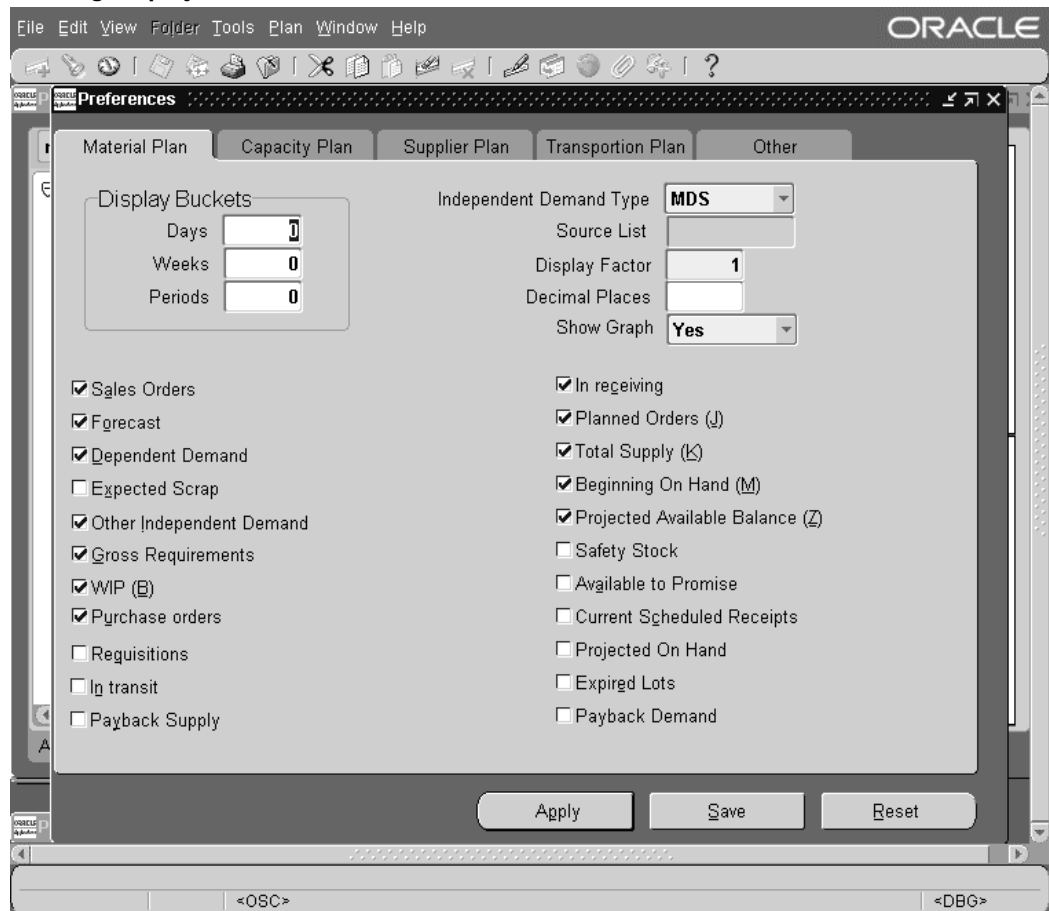 File Edit View Folder Tools Plan Window Help
ORACLE
Preferences
Material Plan Capacity Plan Supplier Plan Transportion Plan Other
Display Buckets
Days 0
Weeks 0
Periods 0
Independent Demand Type MDS
Source List
Display Factor 1
Decimal Places
Show Graph Yes
Sales Orders
Forecast
Dependent Demand
Expected Scrap
Other Independent Demand
Gross Requirements
WIP (B)
Purchase orders
Requisitions
In transit
Payback Supply
In receiving
Planned Orders (J)
Total Supply (K)
Beginning On Hand (M)
Projected Available Balance (Z)
Safety Stock
Available to Promise
Current Scheduled Receipts
Projected On Hand
Expired Lots
Payback Demand
Apply Save Reset
<OSC> <DBG>